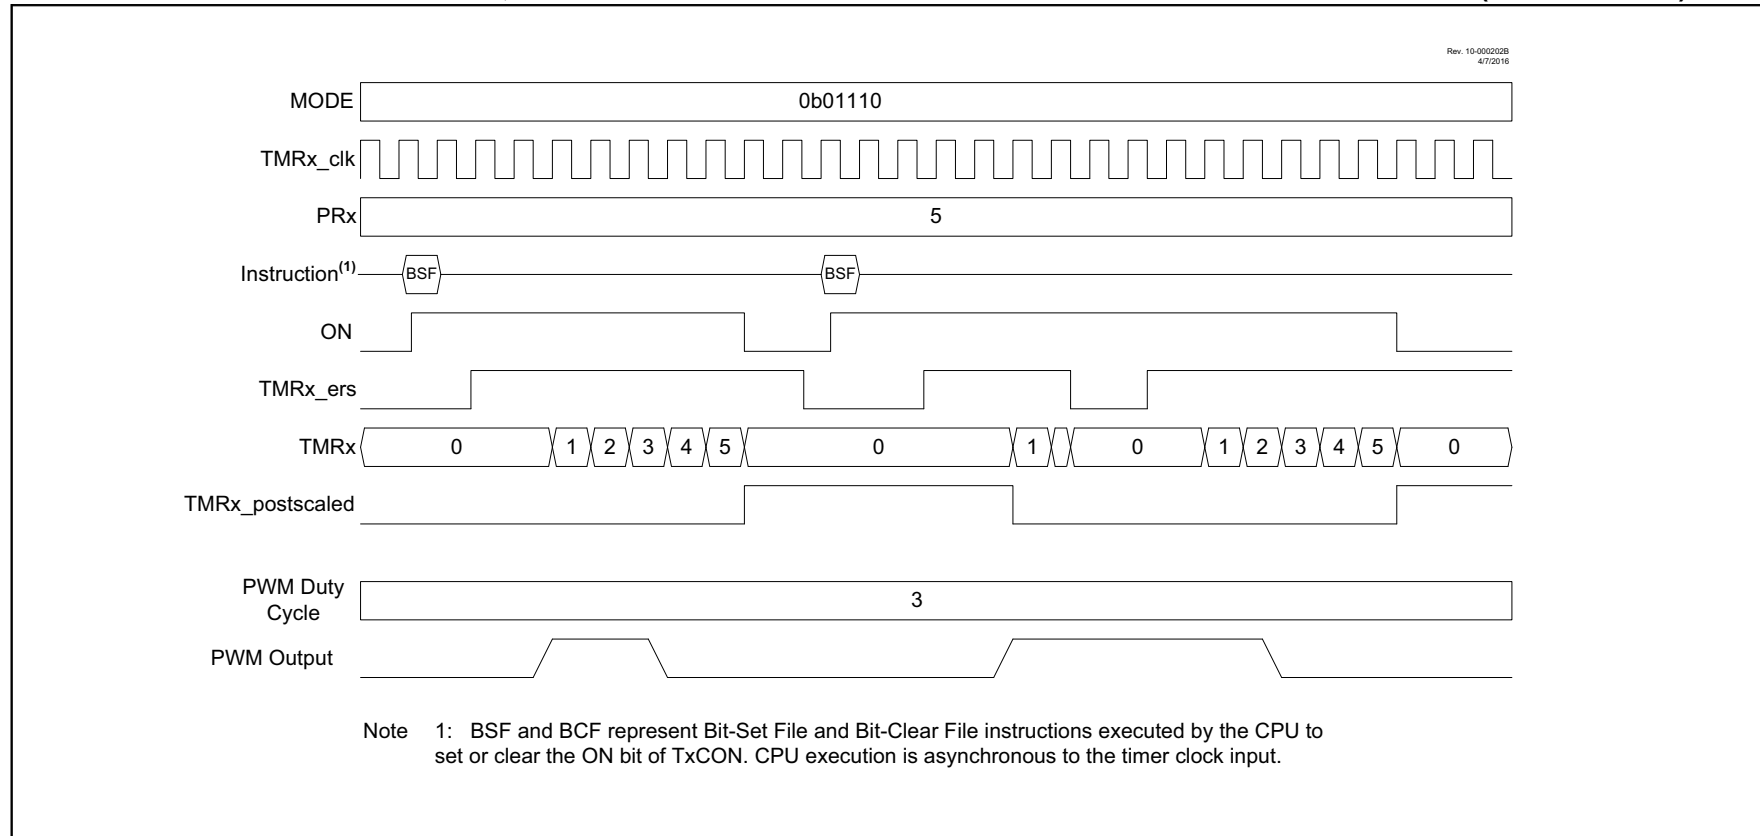 Rev. 10-000202B
4/7/2016
MODE 0b01110
TMRx_clk
PRx 5
Instruction(1) BSF BSF
ON
TMRx_ers
TMRx 0 1 2 3 4 5 0 1 0 1 2 3 4 5 0
TMRx_postscaled
PWM Duty
Cycle 3
PWM Output
Note 1: BSF and BCF represent Bit-Set File and Bit-Clear File instructions executed by the CPU to
set or clear the ON bit of TxCON. CPU execution is asynchronous to the timer clock input.